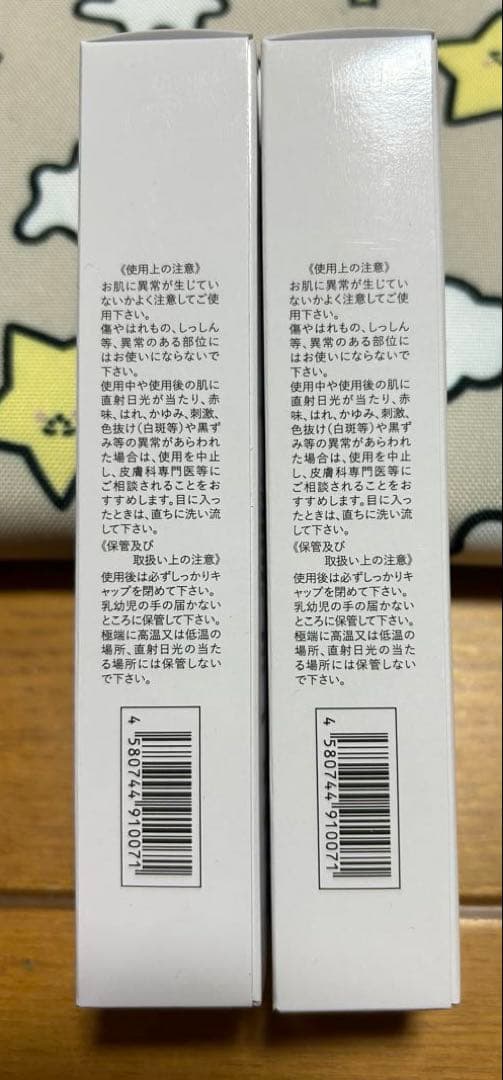 《使用上の注意》
お肌に異常が生じてい
ないかよく注意してご使
用下さい。
傷やはれもの、しっしん
等、異常のある部位に
はお使いにならないで
下さい。
使用中や使用後の肌に
直射日光が当たり、赤
味、はれ、かゆみ、刺激、
色抜け(白斑等)や黒ず
み等の異常があらわれ
た場合は、使用を中止
し、皮膚科専門医等に
ご相談されることをお
すすめします。目に入っ
たときは、直ちに洗い流
して下さい。
《保管及び
取扱い上の注意》
使用後は必ずしっかりキ
ャップを閉めて下さい。
乳幼児の手の届かない
ところに保管して下さい。
極端に高温又は低温の
場所、直射日光の当た
る場所には保管しない
で下さい。
4 580744 910071
《使用上の注意》
お肌に異常が生じてい
ないかよく注意してご使
用下さい。
傷やはれもの、しっしん
等、異常のある部位に
はお使いにならないで
下さい。
使用中や使用後の肌に
直射日光が当たり、赤
味、はれ、かゆみ、刺激、
色抜け(白斑等)や黒ず
み等の異常があらわれ
た場合は、使用を中止
し、皮膚科専門医等に
ご相談されることをお
すすめします。目に入っ
たときは、直ちに洗い流
して下さい。
《保管及び
取扱い上の注意》
使用後は必ずしっかりキ
ャップを閉めて下さい。
乳幼児の手の届かない
ところに保管して下さい。
極端に高温又は低温の
場所、直射日光の当た
る場所には保管しない
で下さい。
4 580744 910071